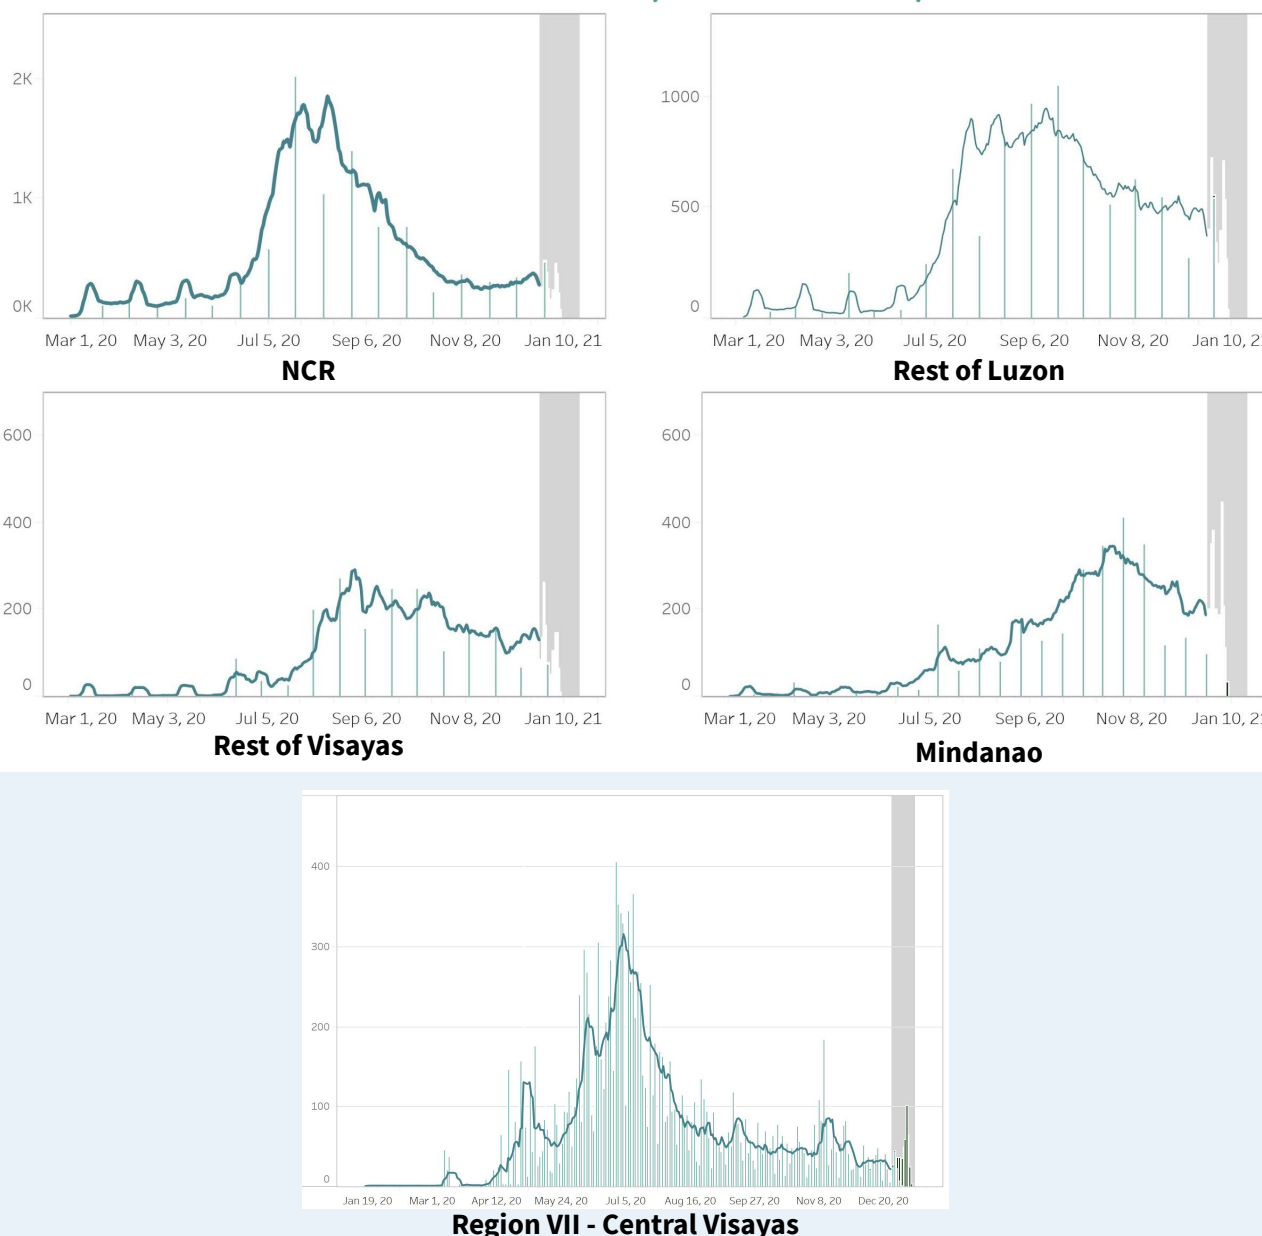 2K
1K
0K
Mar 1, 20 May 3, 20 Jul 5, 20 Sep 6, 20 Nov 8, 20 Jan 10, 21
NCR
1000
500
0
Mar 1, 20 May 3, 20 Jul 5, 20 Sep 6, 20 Nov 8, 20 Jan 10, 2
Rest of Luzon
600
400
200
0
Mar 1, 20 May 3, 20 Jul 5, 20 Sep 6, 20 Nov 8, 20 Jan 10, 21
Rest of Visayas
600
400
200
0
Mar 1, 20 May 3, 20 Jul 5, 20 Sep 6, 20 Nov 8, 20 Jan 10, 2
Mindanao
400
300
200
100
0
Jan 19, 20 Mar 1, 20 Apr 12, 20 May 24, 20 Jul 5, 20 Aug 16, 20 Sep 27, 20 Nov 8, 20 Dec 20, 20
Region VII - Central Visayas